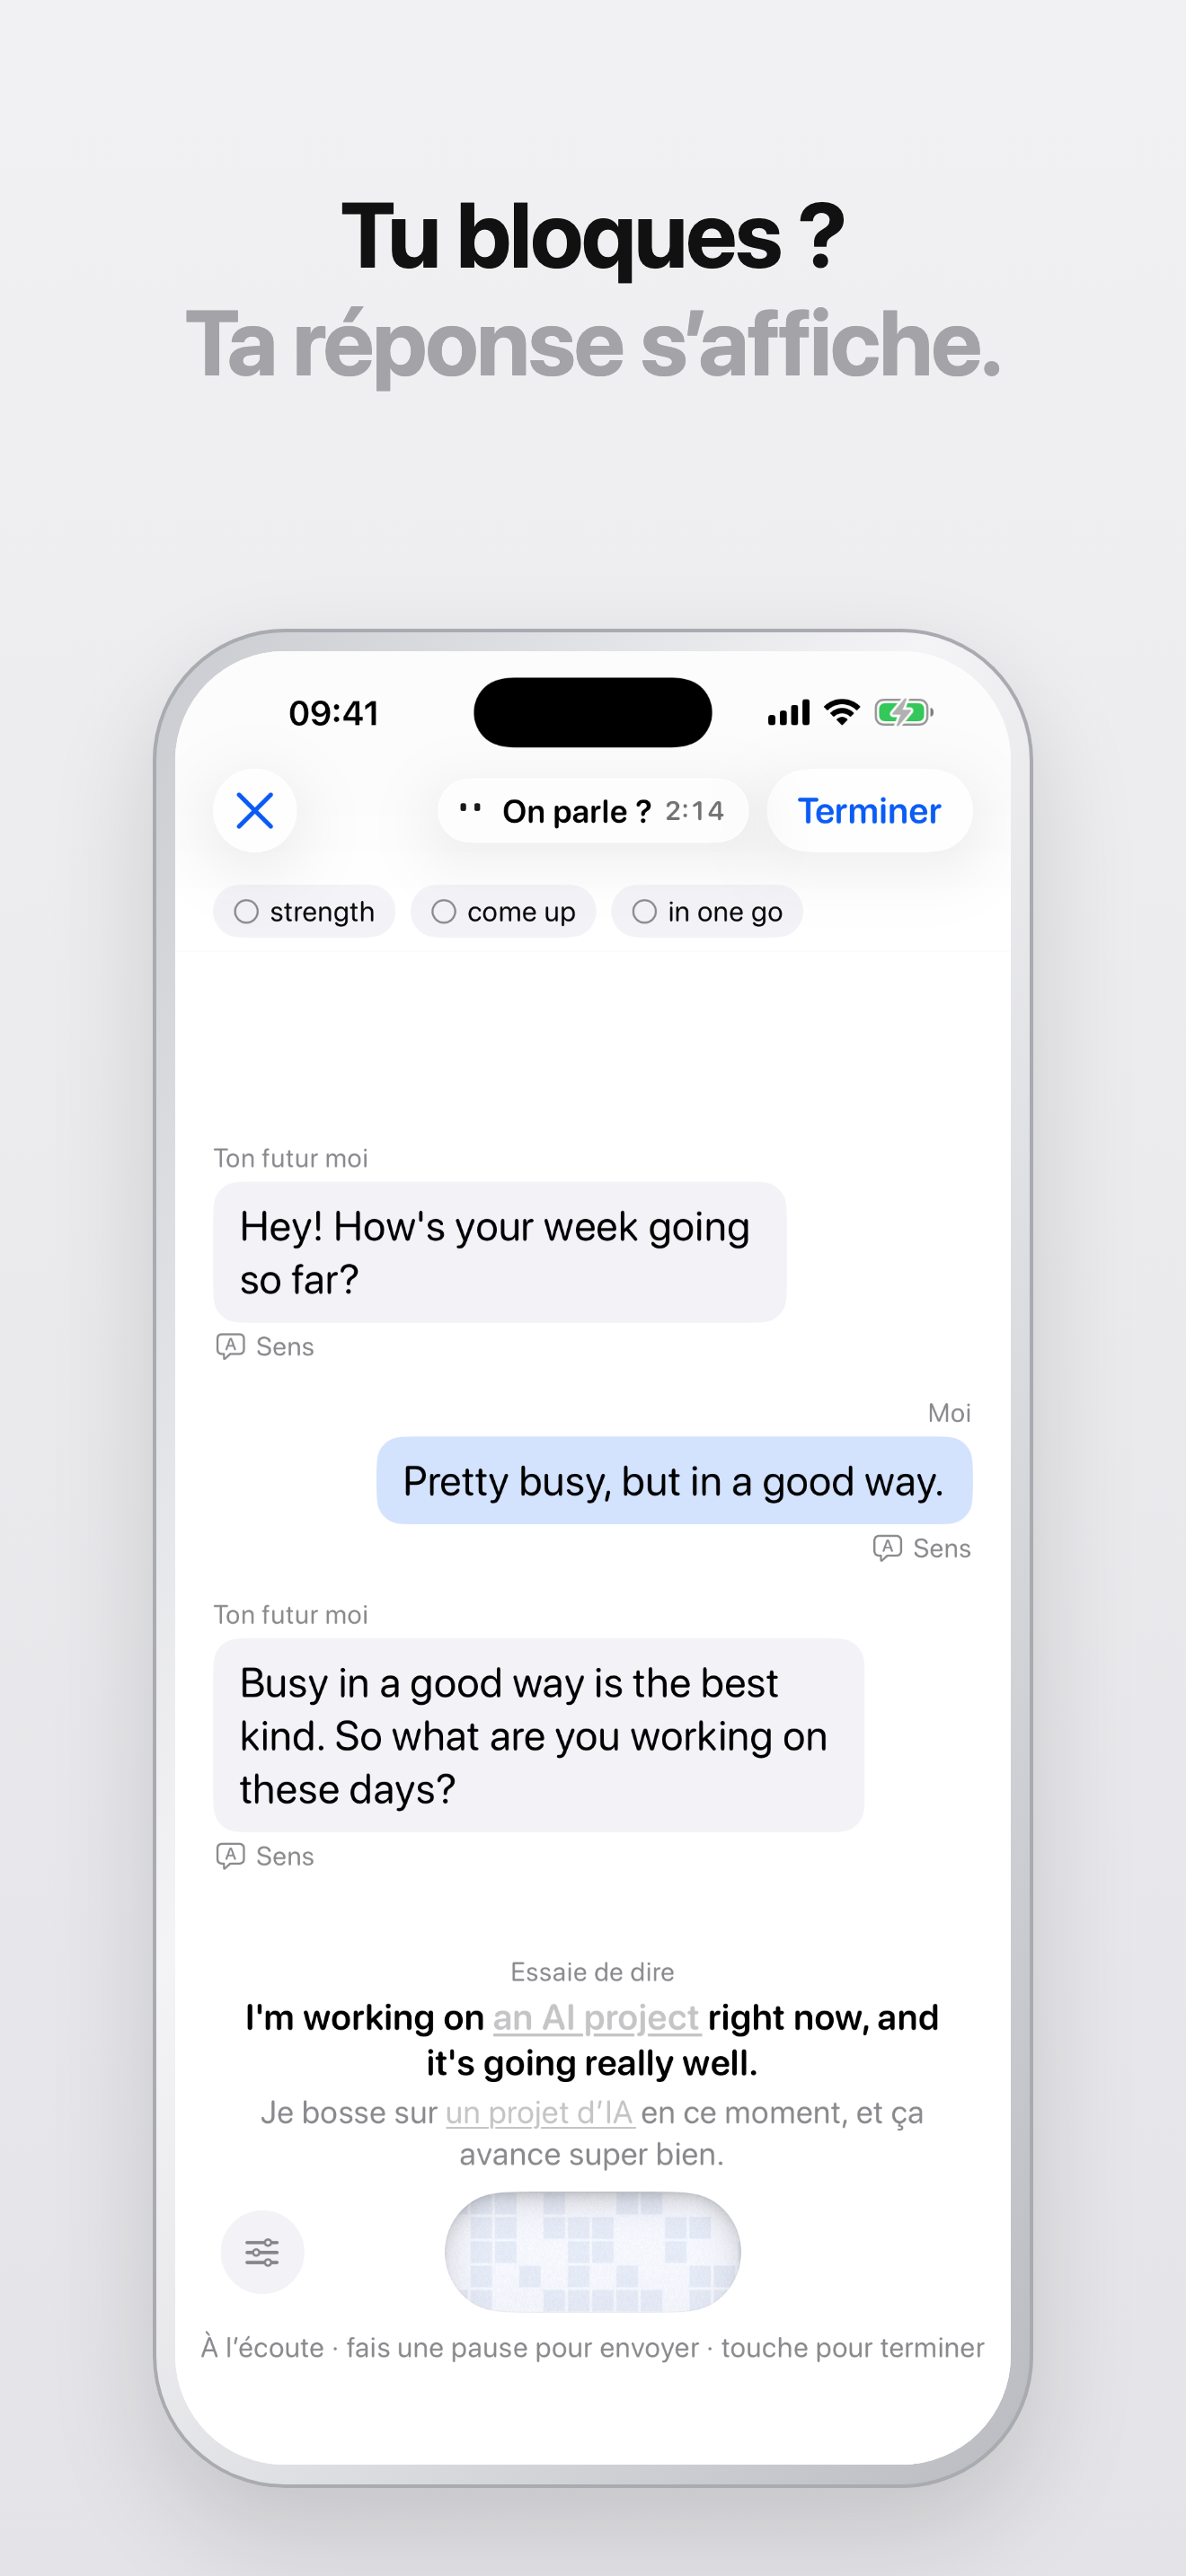 Tu bloques ?
Ta réponse s’affiche.
09:41
On parle ? 2:14
Terminer
strength
come up
in one go
Ton futur moi
Hey! How's your week going
so far?
Sens
Moi
Pretty busy, but in a good way.
Sens
Ton futur moi
Busy in a good way is the best
kind. So what are you working on
these days?
Sens
Essaie de dire
I'm working on an AI project right now, and
it's going really well.
Je bosse sur un projet d’IA en ce moment, et ça
avance super bien.
À l’écoute · fais une pause pour envoyer · touche pour terminer